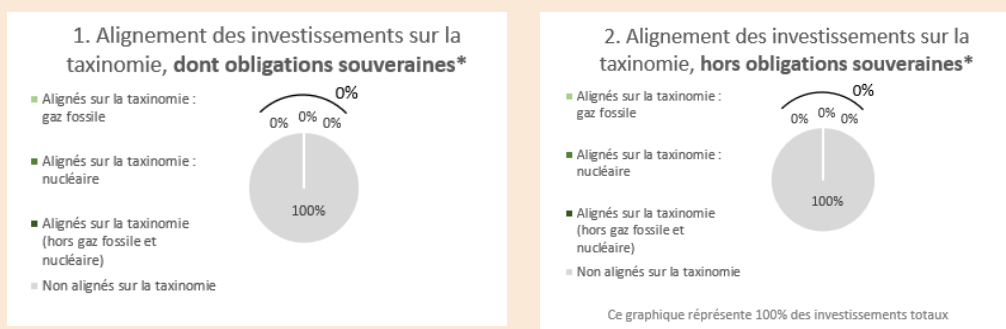 1. Alignement des investissements sur la
taxinomie, dont obligations souveraines*
Alignés sur la taxinomie :
gaz fossile
Alignés sur la taxinomie :
nucléaire
Alignés sur la taxinomie
(hors gaz fossile et
nucléaire)
Non alignés sur la taxinomie
0%
0% 0% 0%
100%
2. Alignement des investissements sur la
taxinomie, hors obligations souveraines*
Alignés sur la taxinomie :
gaz fossile
Alignés sur la taxinomie :
nucléaire
Alignés sur la taxinomie
(hors gaz fossile et
nucléaire)
Non alignés sur la taxinomie
0%
0% 0% 0%
100%
Ce graphique réprésente 100% des investissements totaux